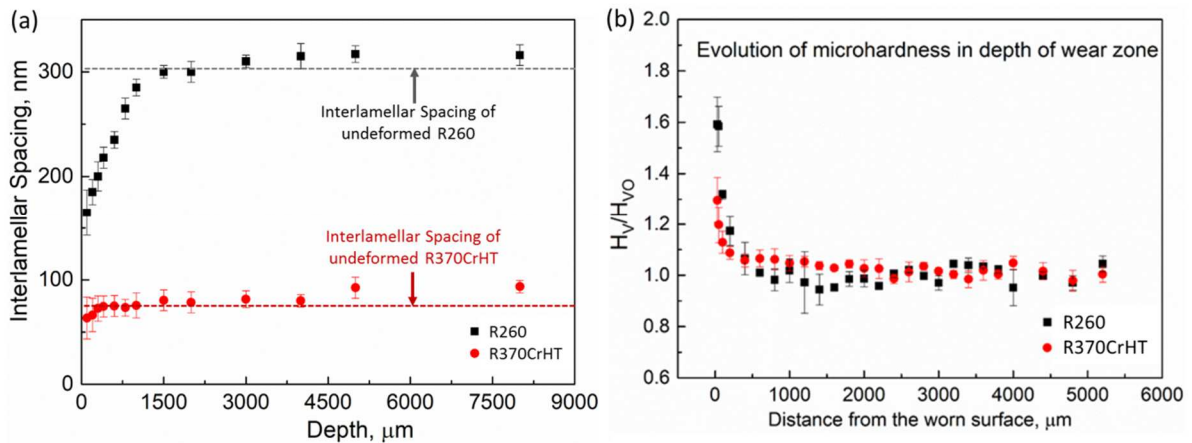 (a)
Interlamellar Spacing, nm
300
200
100
0
Interlamellar Spacing of
undeformed R260
Interlamellar Spacing of
undeformed R370CrHT
R260
R370CrHT
0 1500 3000 4500 6000 7500 9000
Depth, μm
(b)
Evolution of microhardness in depth of wear zone
HV/HVO
2.0
1.8
1.6
1.4
1.2
1.0
0.8
0.6
R260
R370CrHT
0 1000 2000 3000 4000 5000 6000
Distance from the worn surface, μm